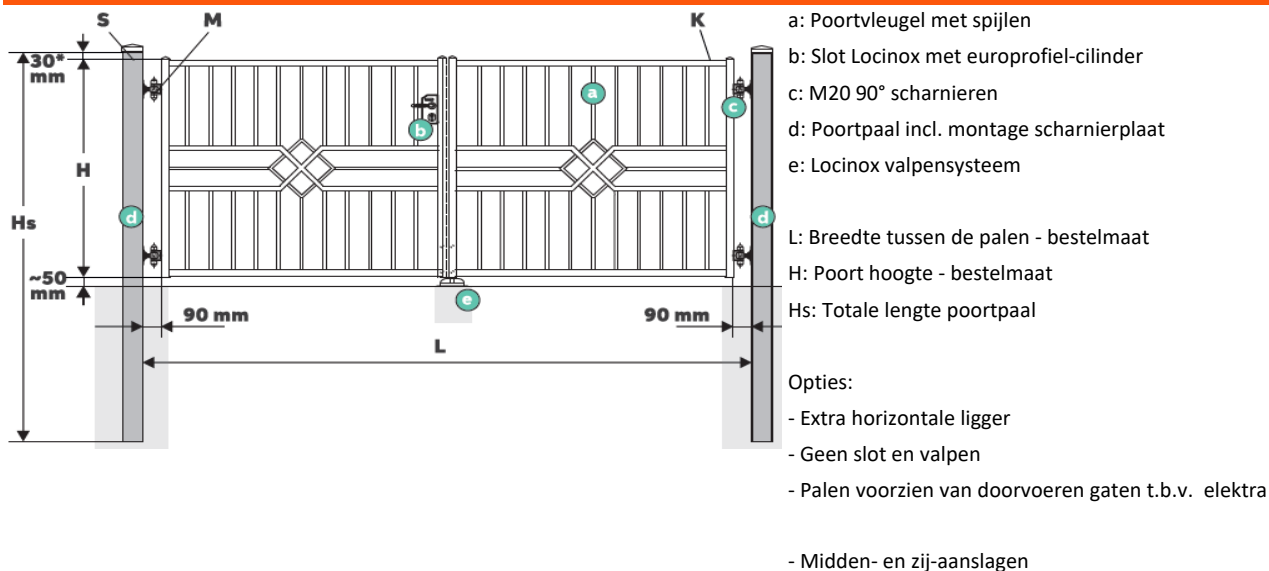 S
M
K
30*
mm
H
Hs
~50
mm
90 mm
90 mm
L
a
b
c
d
d
e
a: Poortvleugel met spijlen
b: Slot Locinox met europrofiel-cilinder
c: M20 90° scharnieren
d: Poortpaal incl. montage scharnierplaat
e: Locinox valpensysteem
L: Breedte tussen de palen - bestelmaat
H: Poort hoogte - bestelmaat
Hs: Totale lengte poortpaal
Opties:
- Extra horizontale ligger
- Geen slot en valpen
- Palen voorzien van doorvoeren gaten t.b.v. elektra
- Midden- en zij-aanslagen